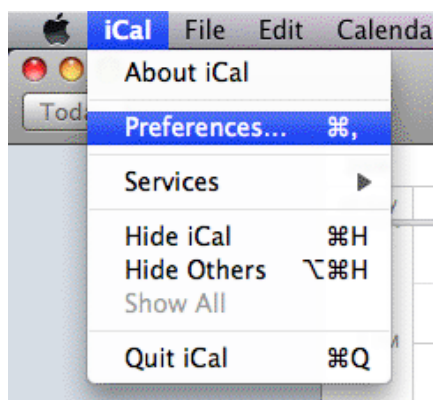 iCal File Edit Calenda
About iCal
Toda
Preferences... ⌘,
Services ▶
Hide iCal ⌘H
Hide Others ⌥⌘H
Show All
Quit iCal ⌘Q